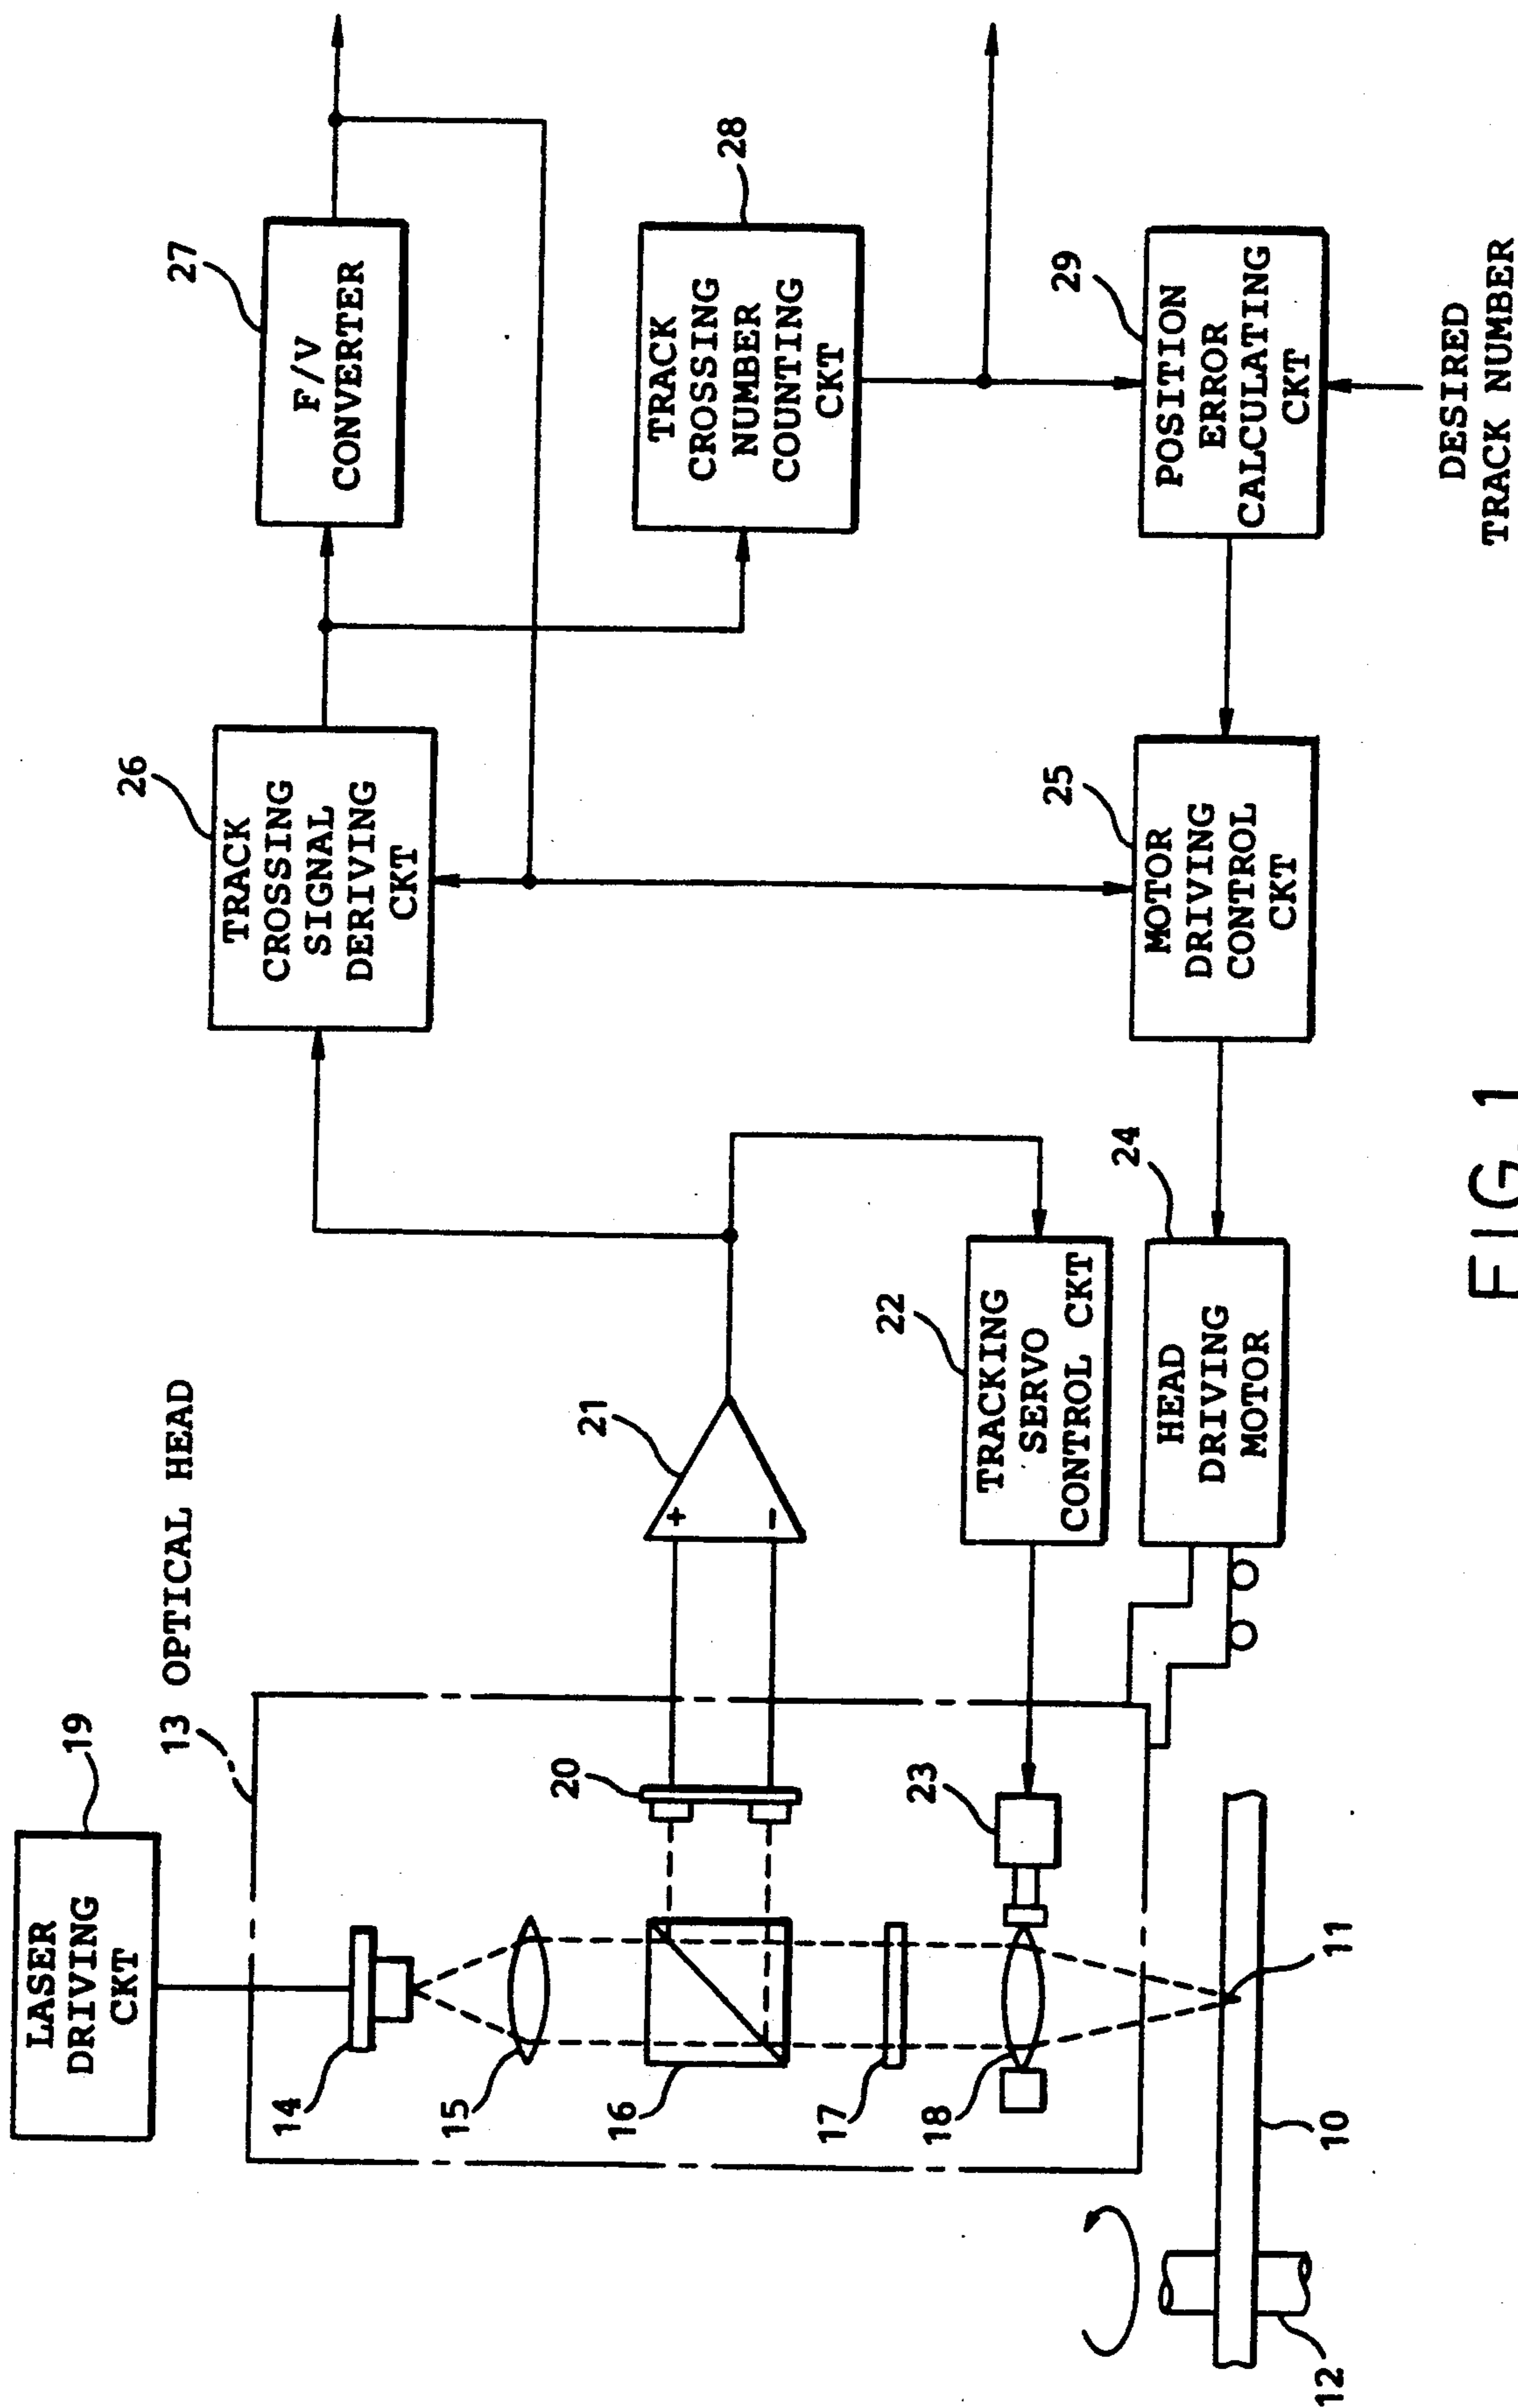 19
LASER
DRIVING
CKT
13 OPTICAL HEAD
14
15
16
17
18
20
23
11
10
12
21
+
-
22
TRACKING
SERVO
CONTROL CKT
24
HEAD
DRIVING
MOTOR
26
TRACK
CROSSING
SIGNAL
DERIVING
CKT
25
MOTOR
DRIVING
CONTROL
CKT
27
F/V
CONVERTER
28
TRACK
CROSSING
NUMBER
COUNTING
CKT
29
POSITION
ERROR
CALCULATING
CKT
DESIRED
TRACK NUMBER
FIG. 1